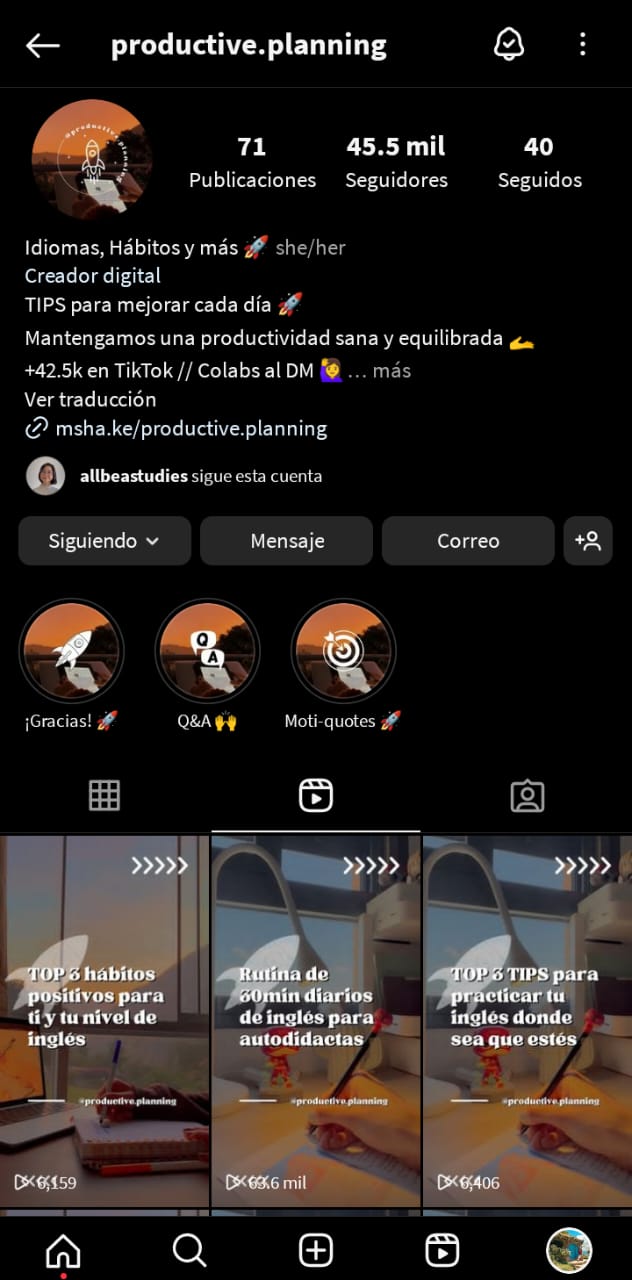 productive.planning
@productive.planning
71
45.5 mil
40
Publicaciones
Seguidores
Seguidos
Idiomas, Hábitos y más 🚀 she/her
Creador digital
TIPS para mejorar cada día 🚀
Mantengamos una productividad sana y equilibrada 🫴
+42.5k en TikTok // Colabs al DM 🙋‍♀️ … más
Ver traducción
msha.ke/productive.planning
allbeastudies sigue esta cuenta
Siguiendo
Mensaje
Correo
Q
A
¡Gracias! 🚀
Q&A 🙌
Moti-quotes 🚀
TOP 3 hábitos
positivos para
ti y tu nivel de
inglés
@productive.planning
Rutina de
30min diarios
de inglés para
autodidactas
@productive.planning
TOP 3 TIPS para
practicar tu
inglés donde
sea que estés
@productive.planning
6,159
6,406